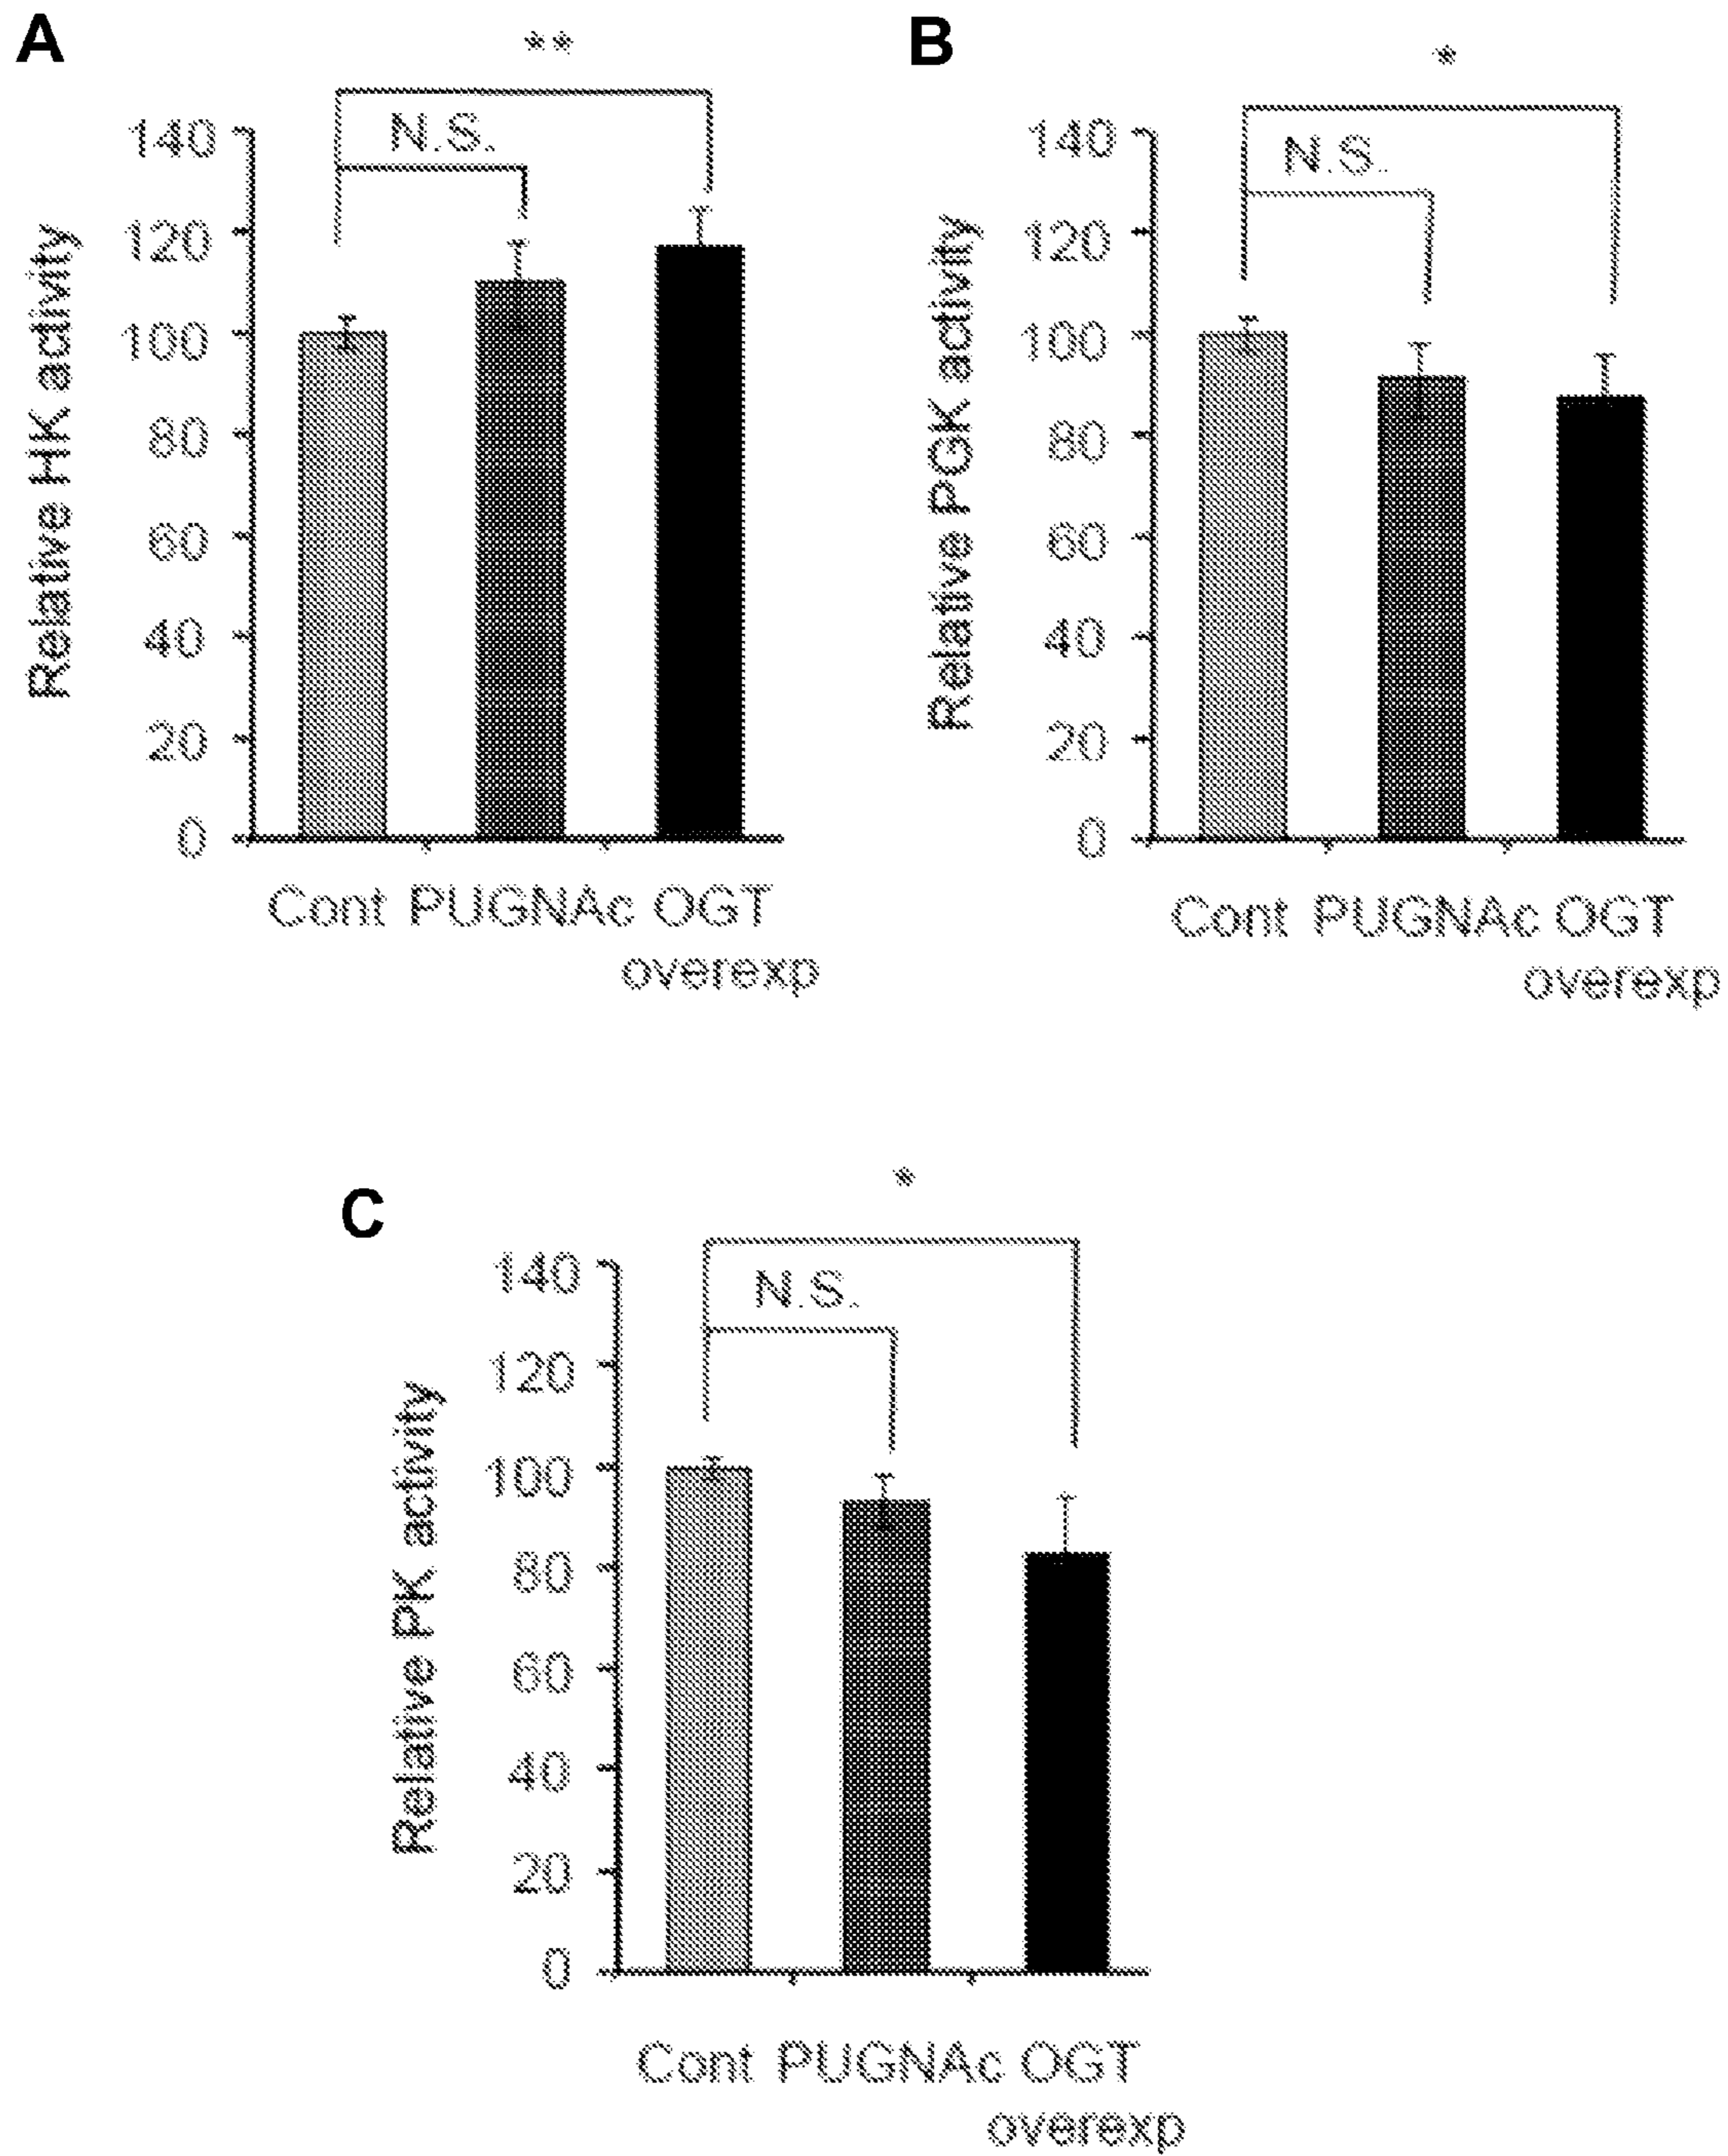 A
**
N.S.
Relative HK activity
140
120
100
80
60
40
20
0
Cont PUGNAc OGT
overexp
B
*
N.S.
Relative PGK activity
140
120
100
80
60
40
20
0
Cont PUGNAc OGT
overexp
C
*
N.S.
Relative PK activity
140
120
100
80
60
40
20
0
Cont PUGNAc OGT
overexp